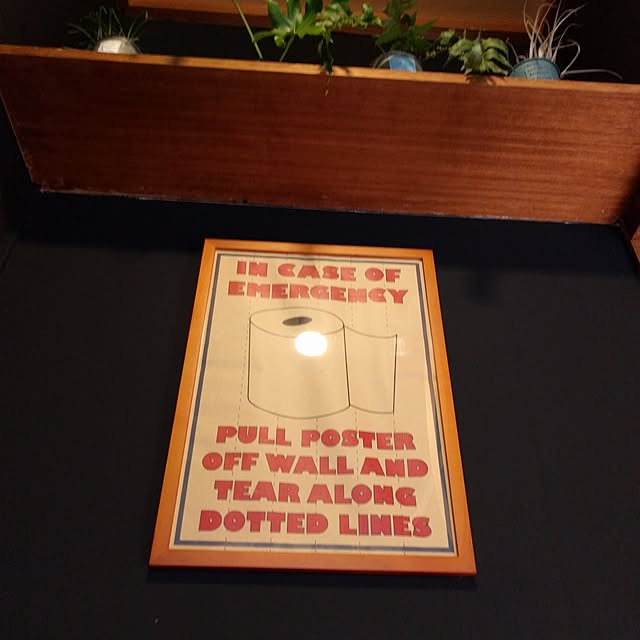 IN CASE OF
EMERGENCY
PULL POSTER
OFF WALL AND
TEAR ALONG
DOTTED LINES